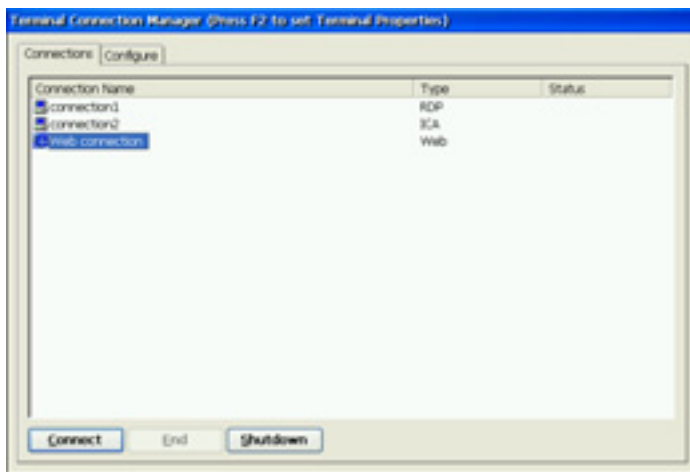 Terminal Connection Manager (Press F2 to set Terminal Properties)
Connections Configure
Connection Name Type Status
connection1 RDP
connection2 ICA
Web connection Web
Connect End Shutdown